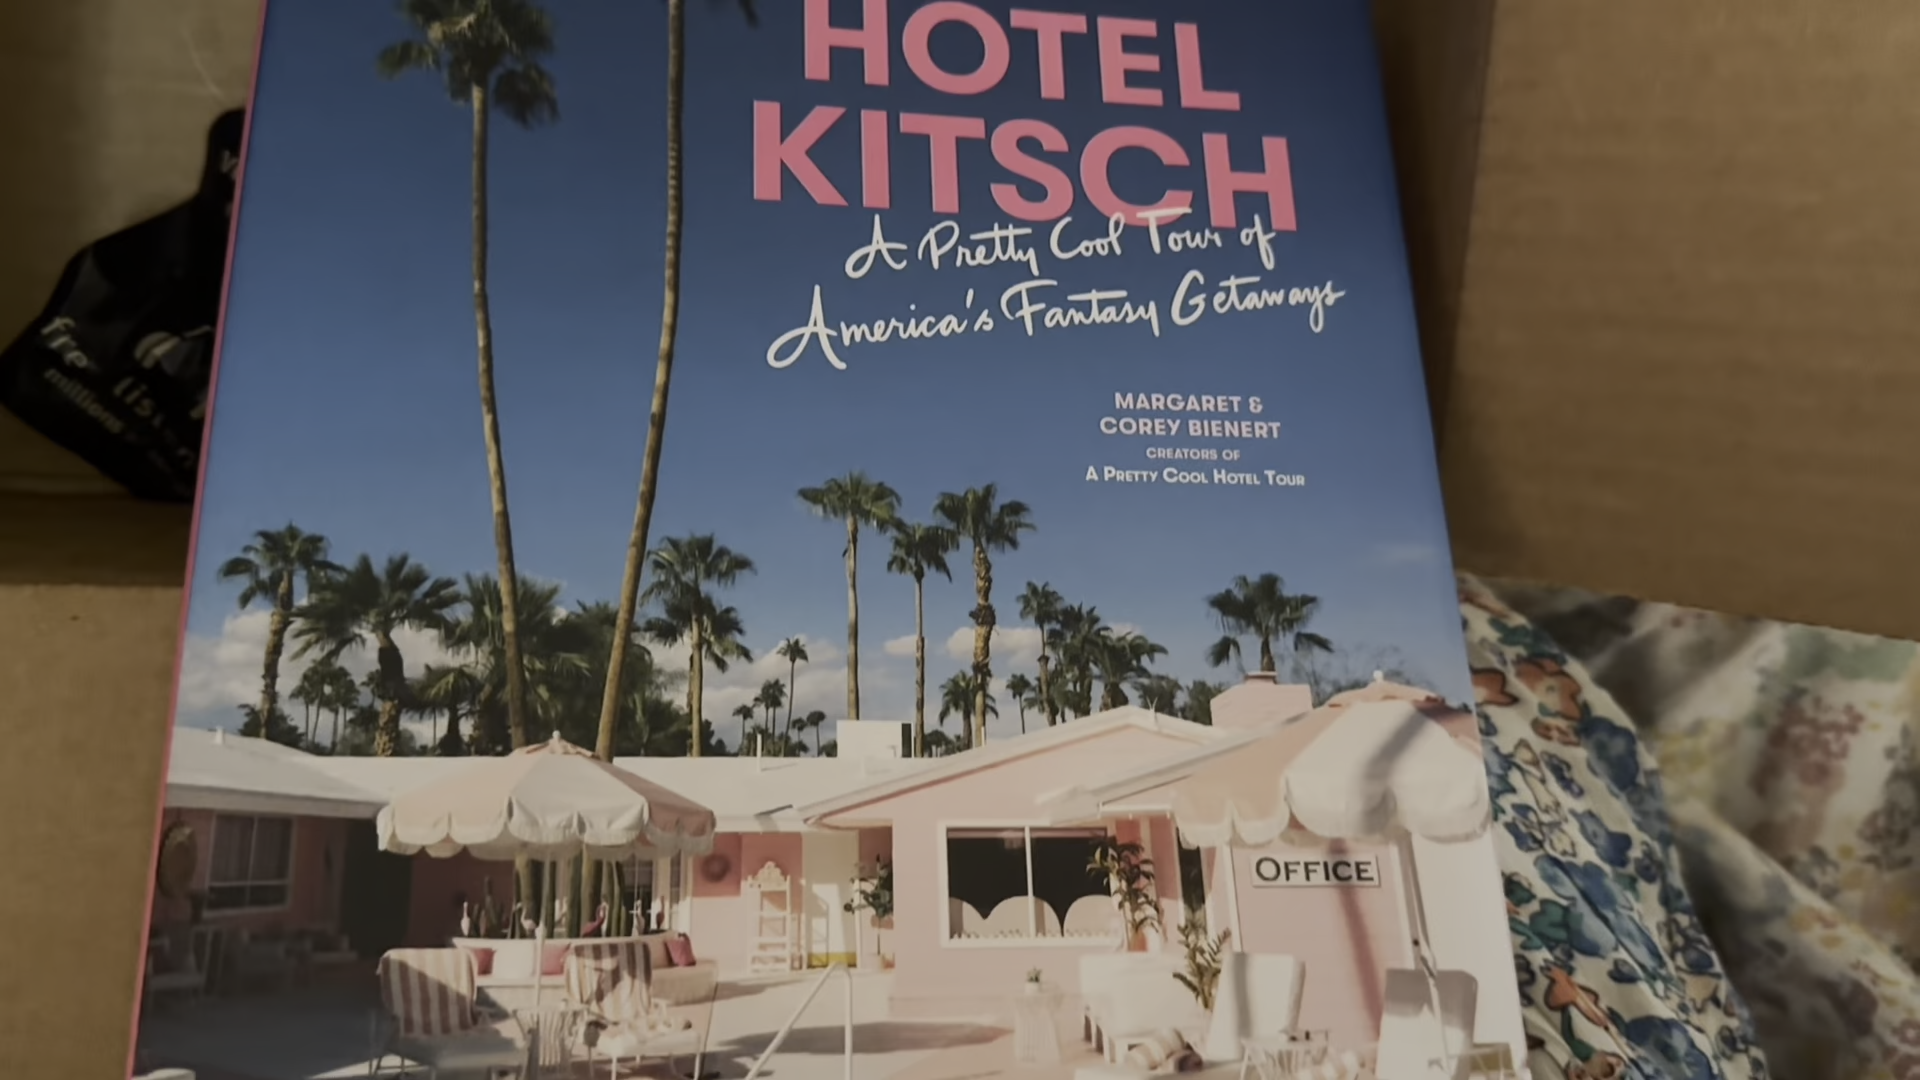 HOTEL
KITSCH
A Pretty Cool Tour of
America's Fantasy Getaways
MARGARET &
COREY BIENERT
CREATORS OF
A PRETTY COOL HOTEL TOUR
OFFICE
millions